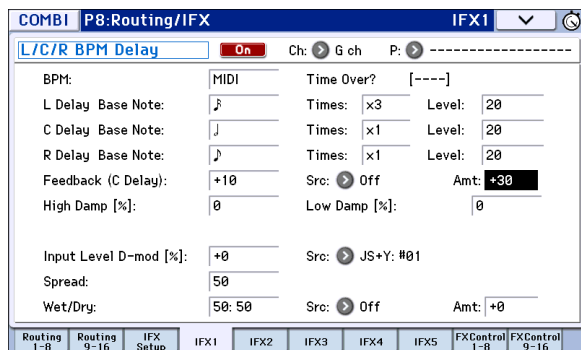 COMBI P8:Routing/IFX IFX1
L/C/R BPM Delay On Ch: G ch P: ------------------
BPM: MIDI Time Over? [----]
L Delay Base Note: Times: x3 Level: 20
C Delay Base Note: Times: x1 Level: 20
R Delay Base Note: Times: x1 Level: 20
Feedback (C Delay): +10 Src: Off Amt: +30
High Damp [%]: 0 Low Damp [%]: 0
Input Level D-mod [%]: +0 Src: JS+Y: #01
Spread: 50
Wet/Dry: 50: 50 Src: Off Amt: +0
Routing 1-8 Routing 9-16 IFX Setup IFX1 IFX2 IFX3 IFX4 IFX5 FXControl 1-8 FXControl 9-16